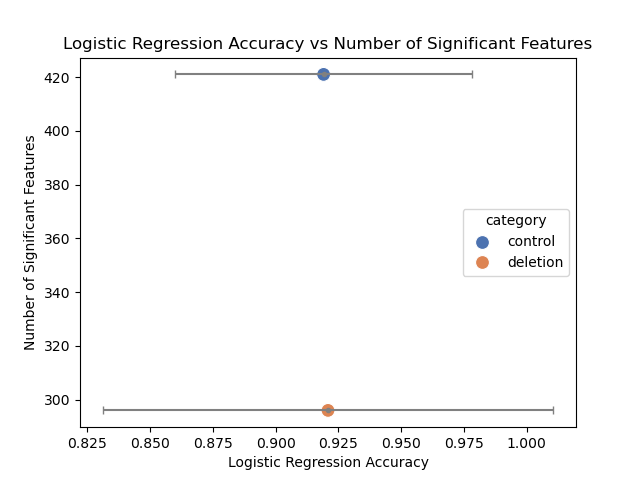 Logistic Regression Accuracy vs Number of Significant Features
Number of Significant Features
420
400
380
360
340
320
300
category
control
deletion
0.825 0.850 0.875 0.900 0.925 0.950 0.975 1.000
Logistic Regression Accuracy